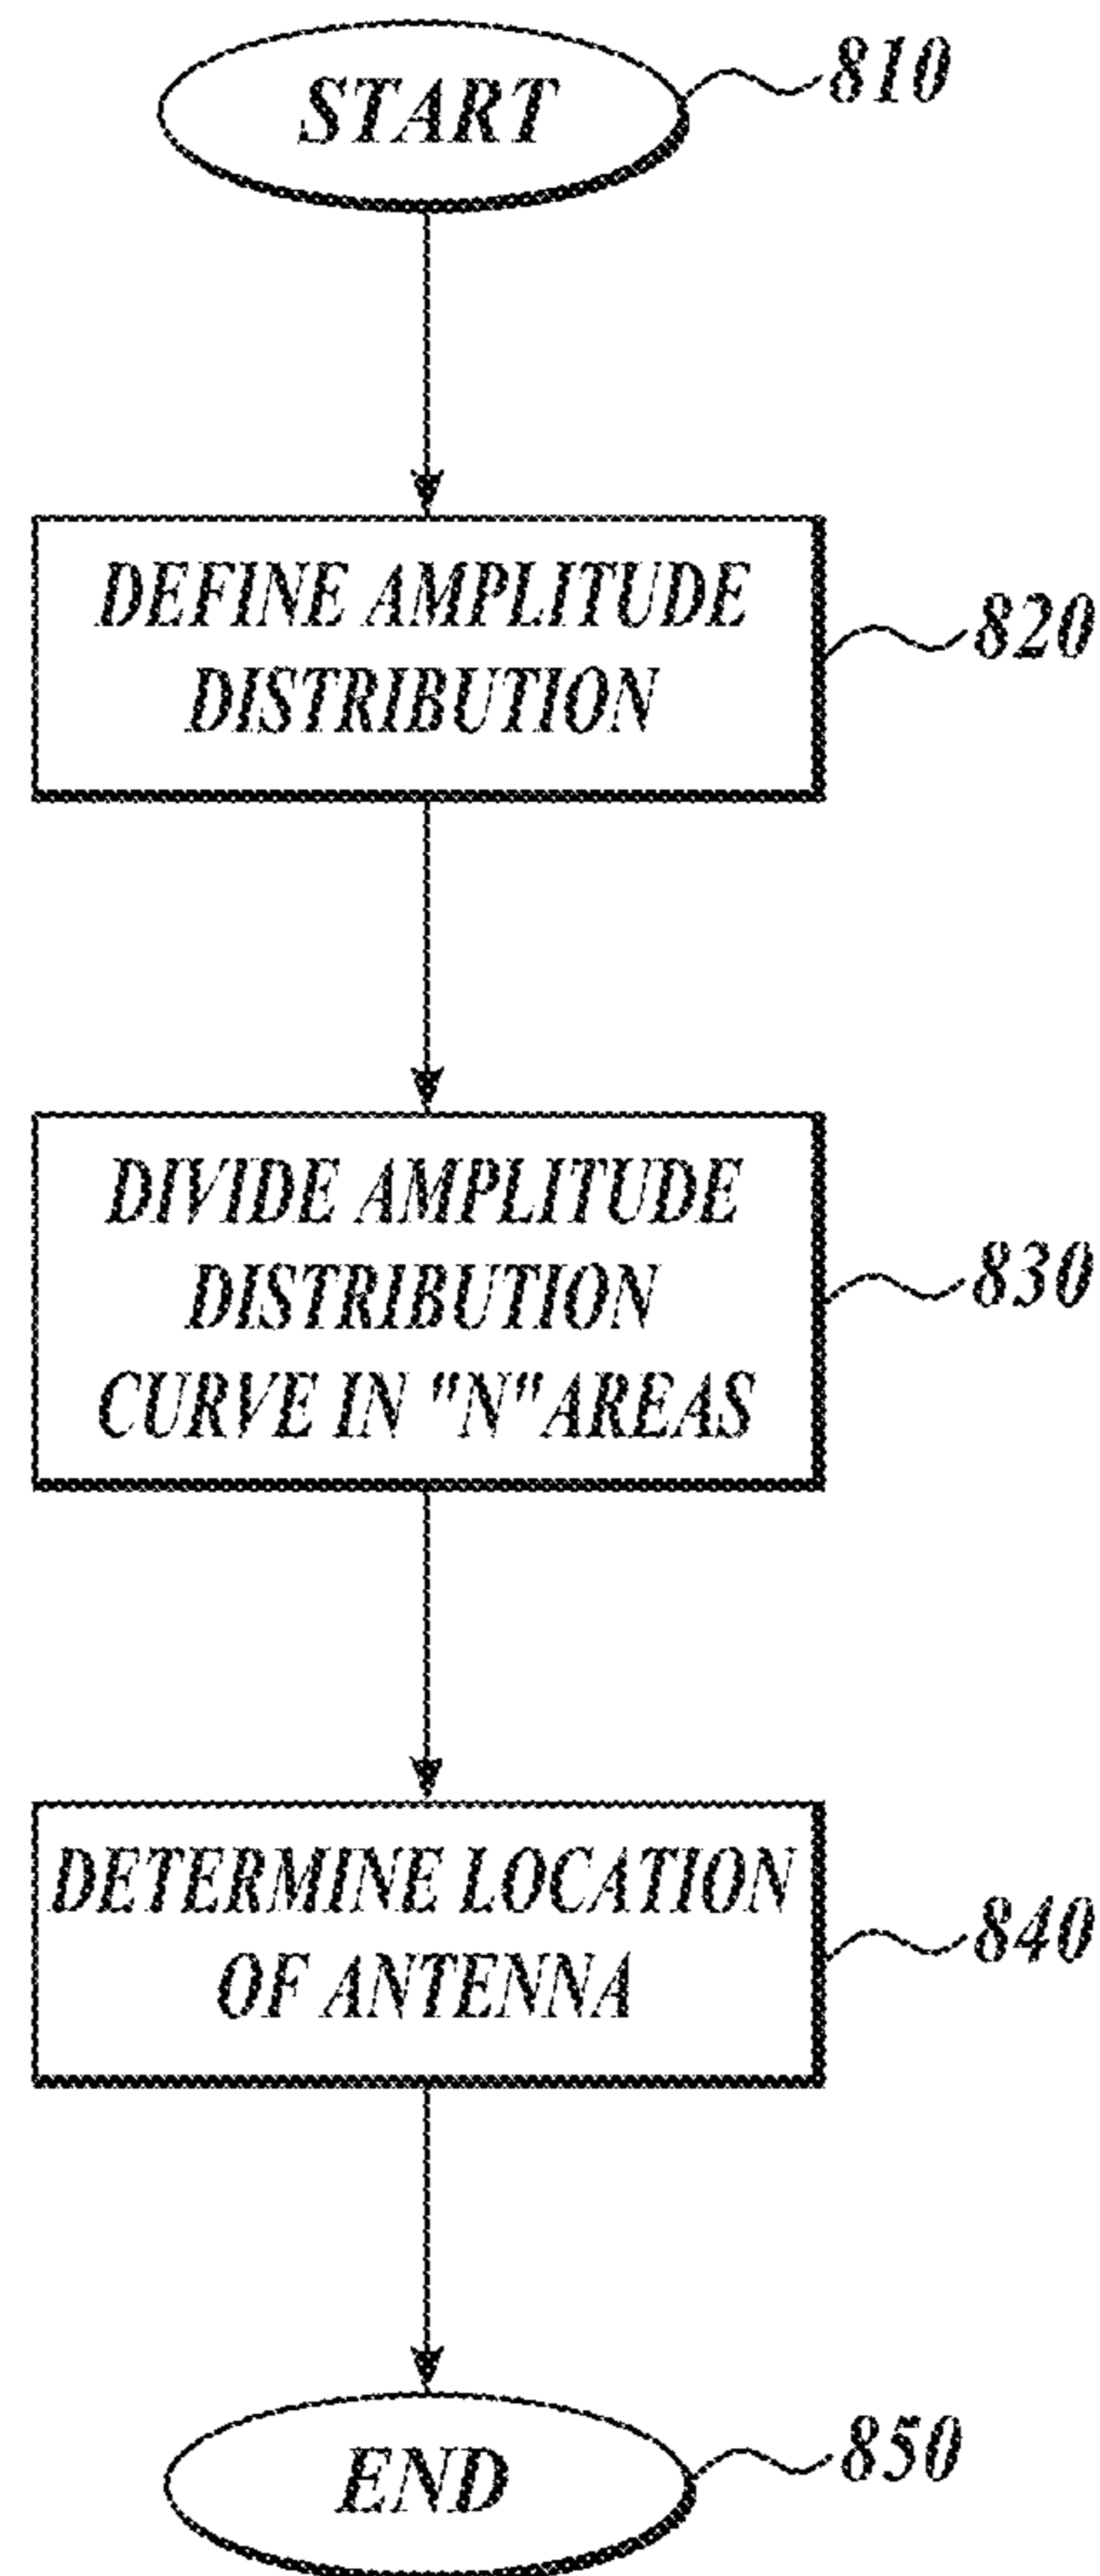 START
810
DEFINE AMPLITUDE
DISTRIBUTION
820
DIVIDE AMPLITUDE
DISTRIBUTION
CURVE IN "N" AREAS
830
DETERMINE LOCATION
OF ANTENNA
840
END
850